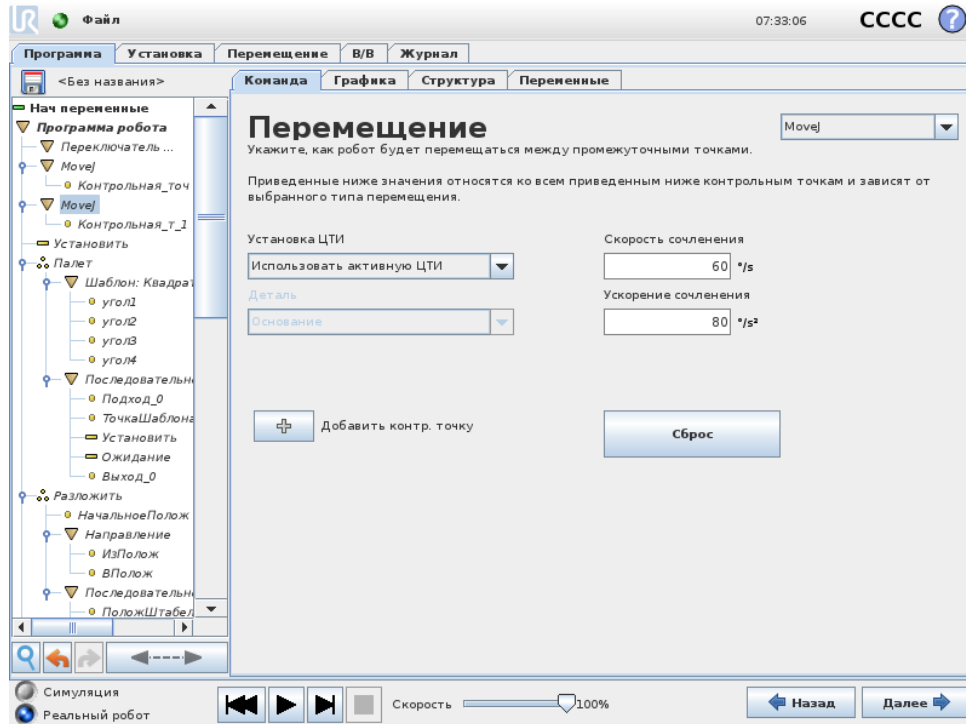 UR Файл 07:33:06 CCCC ?
Программа Установка Перемещение В/В Журнал
<Без названия>
Команда Графика Структура Переменные
Нач переменные
Программа робота
Переключатель ...
MoveJ
Контрольная_точ
MoveJ
Контрольная_т_1
Установить
Палет
Шаблон: Квадрат
угол1
угол2
угол3
угол4
Последовательн
Подход_0
ТочкаШаблона
Установить
Ожидание
Выход_0
Разложить
НачальноеПолож
Направление
ИзПолож
ВПолож
Последовательн
ПоложШтабел
Перемещение
MoveJ
Укажите, как робот будет перемещаться между промежуточными точками.
Приведенные ниже значения относятся ко всем приведенным ниже контрольным точкам и зависят от
выбранного типа перемещения.
Установка ЦТИ
Скорость сочленения
Использовать активную ЦТИ
60 °/s
Деталь
Ускорение сочленения
Основание
80 °/s²
Добавить контр. точку
Сброс
Симуляция
Реальный робот
Скорость 100%
Назад
Далее